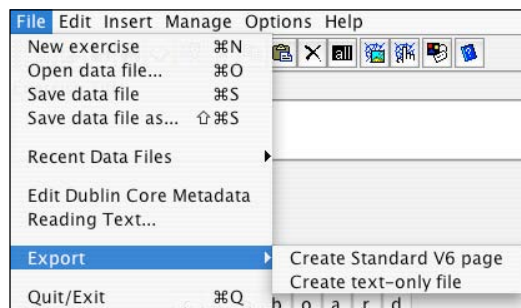 File Edit Insert Manage Options Help
New exercise ⌘N
Open data file... ⌘O
Save data file ⌘S
Save data file as... ⇧⌘S
all
Recent Data Files
Edit Dublin Core Metadata
Reading Text...
Export
Create Standard V6 page
Create text-only file
Quit/Exit ⌘Q
b o a r d